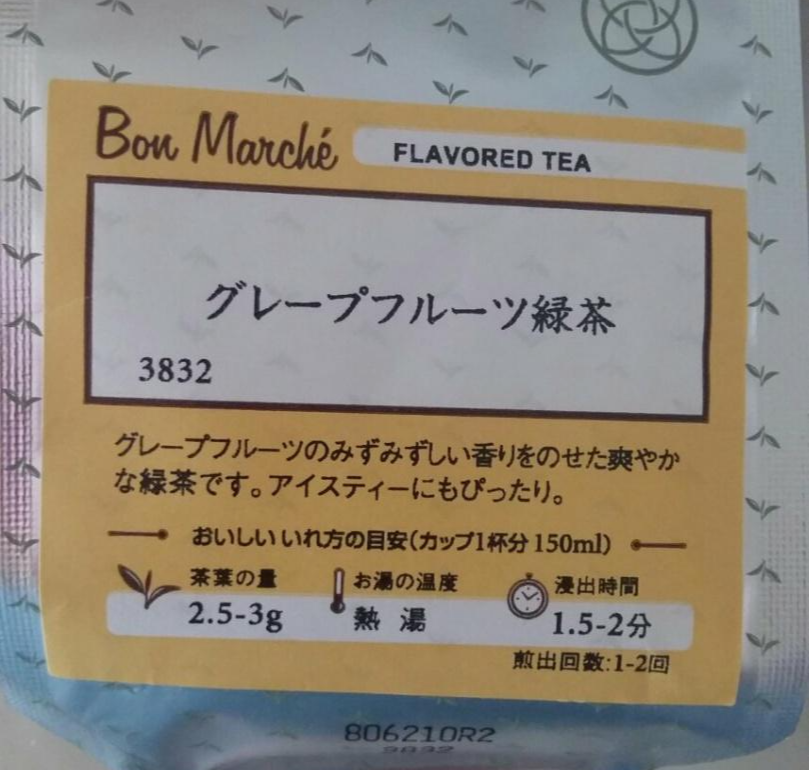 Bon Marché
FLAVORED TEA
グレープフルーツ緑茶
3832
グレープフルーツのみずみずしい香りをのせた爽やか
な緑茶です。アイスティーにもぴったり。
おいしいいれ方の目安(カップ1杯分 150ml)
茶葉の量 お湯の温度 浸出時間
2.5-3g 熱湯 1.5-2分
煎出回数:1-2回
806210R2
3832